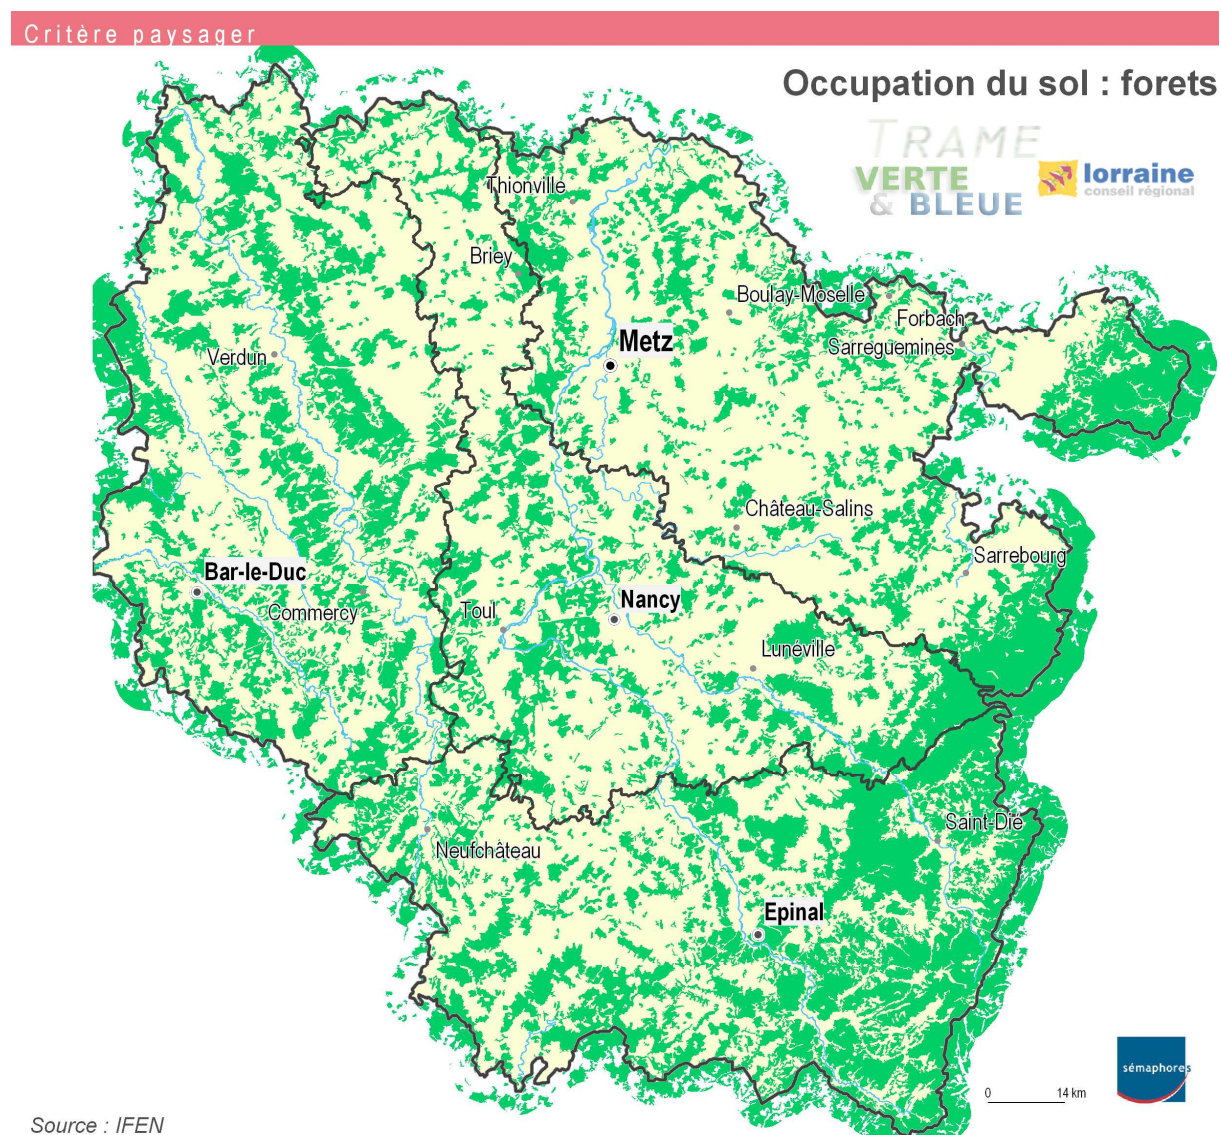 Critère paysager
Occupation du sol : forets
TRAME
VERTE
& BLEUE
lorraine
conseil régional
Thionville
Briey
Boulay-Moselle
Forbach
Metz
Sarreguemines
Verdun
Château-Salins
Sarrebourg
Bar-le-Duc
Nancy
Commercy
Toul
Lunéville
Saint-Dié
Neufchâteau
Epinal
sémaphores
0 14 km
Source : IFEN